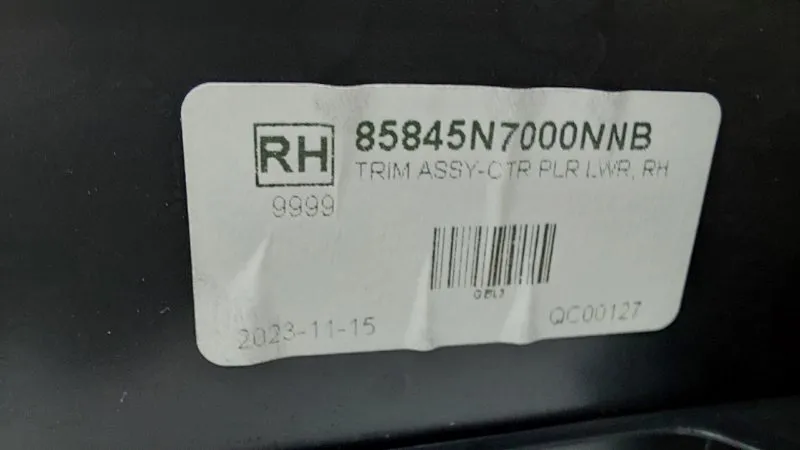 RH
85845N7000NNB
TRIM ASSY-CTR PLR LWR, RH
9999
2023-11-15
QC00127